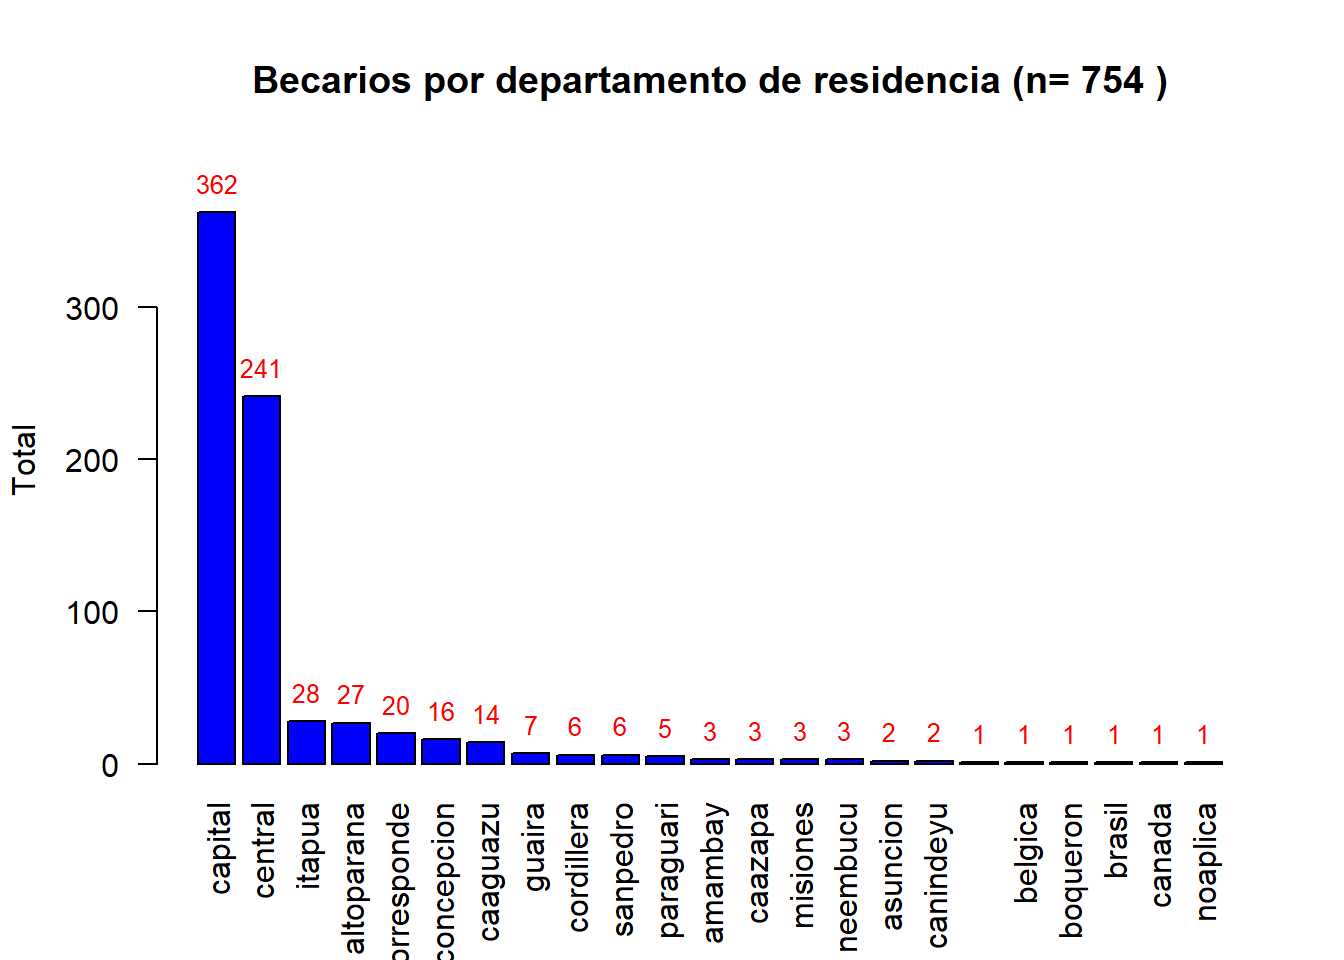 Becarios por departamento de residencia (n= 754 )
Total
300
200
100
0
362
241
28
27
20
16
14
7
6
6
5
3
3
3
3
2
2
1
1
1
1
1
1
capital
central
itapua
altoparana
orresponde
concepcion
caaguazu
guaira
cordillera
sanpedro
paraguari
amambay
caazapa
misiones
neembucu
asuncion
canindeyu
belgica
boqueron
brasil
canada
noaplica